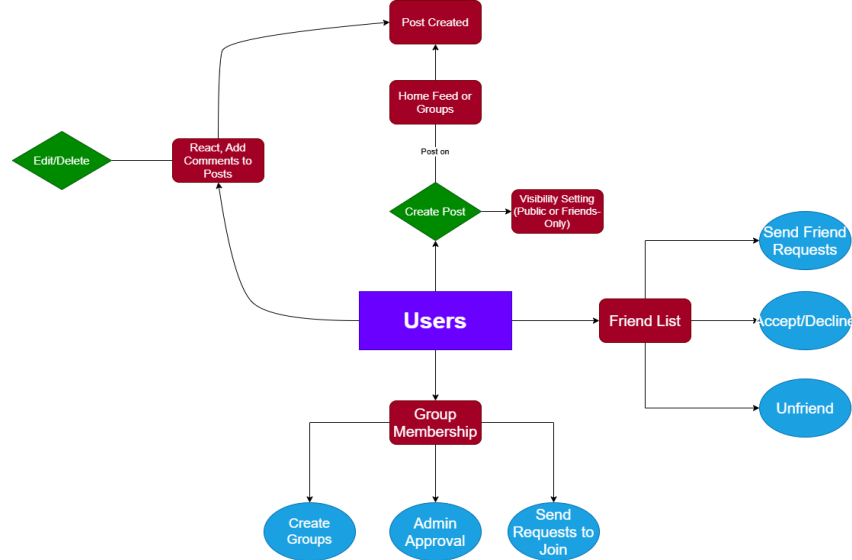 Post Created
Home Feed or
Groups
React, Add
Comments to
Posts
Edit/Delete
Post on
Create Post
Visibility Setting
(Public or Friends-
Only)
Send Friend
Requests
Users
Friend List
Accept/Decline
Unfriend
Group
Membership
Create
Groups
Admin
Approval
Send
Requests to
Join